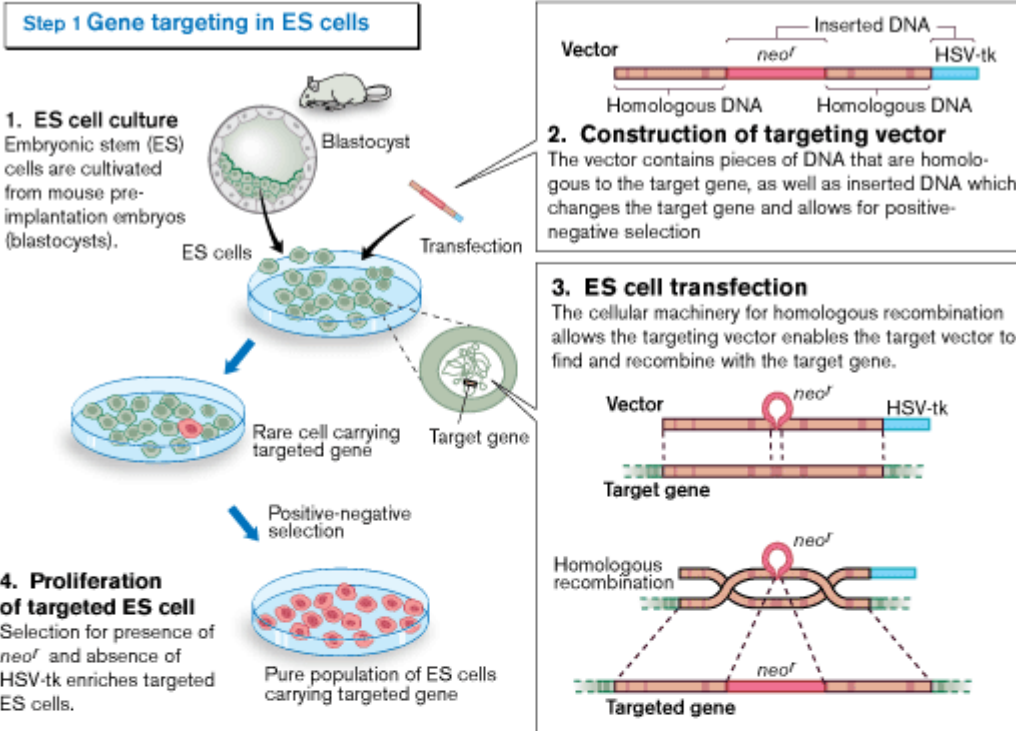 Step 1 Gene targeting in ES cells
1. ES cell culture
Embryonic stem (ES)
cells are cultivated
from mouse pre-
implantation embryos
(blastocysts).
Blastocyst
ES cells
Transfection
Inserted DNA
Vector
neoʳ
HSV-tk
Homologous DNA
Homologous DNA
2. Construction of targeting vector
The vector contains pieces of DNA that are homolo-
gous to the target gene, as well as inserted DNA which
changes the target gene and allows for positive-
negative selection
3. ES cell transfection
The cellular machinery for homologous recombination
allows the targeting vector enables the target vector to
find and recombine with the target gene.
Vector
neoʳ
HSV-tk
Target gene
Homologous
recombination
neoʳ
neoʳ
Targeted gene
Target gene
Rare cell carrying
targeted gene
Positive-negative
selection
4. Proliferation
of targeted ES cell
Selection for presence of
neoʳ and absence of
HSV-tk enriches targeted
ES cells.
Pure population of ES cells
carrying targeted gene